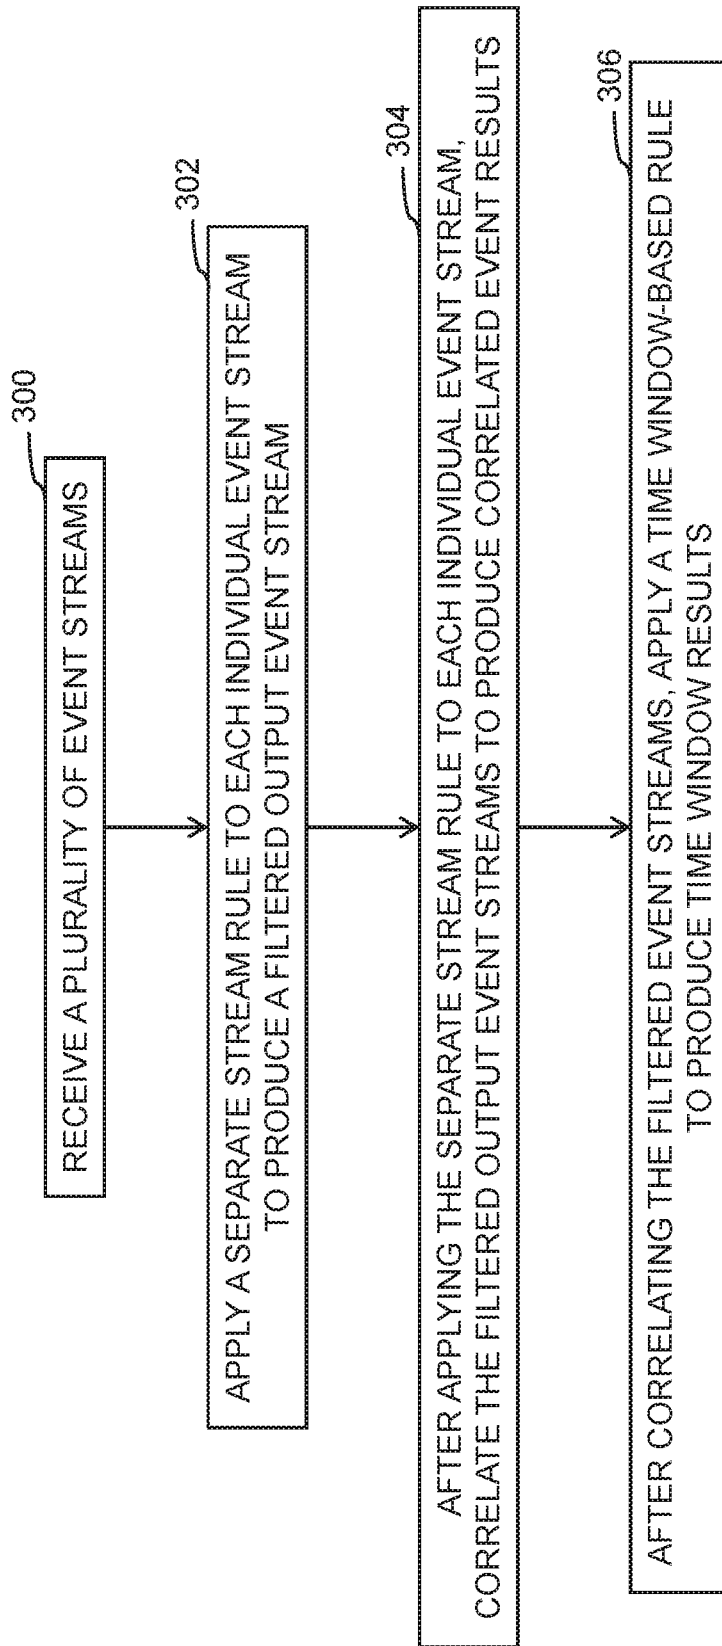 300
RECEIVE A PLURALITY OF EVENT STREAMS
302
APPLY A SEPARATE STREAM RULE TO EACH INDIVIDUAL EVENT STREAM
TO PRODUCE A FILTERED OUTPUT EVENT STREAM
304
AFTER APPLYING THE SEPARATE STREAM RULE TO EACH INDIVIDUAL EVENT STREAM,
CORRELATE THE FILTERED OUTPUT EVENT STREAMS TO PRODUCE CORRELATED EVENT RESULTS
306
AFTER CORRELATING THE FILTERED EVENT STREAMS, APPLY A TIME WINDOW-BASED RULE
TO PRODUCE TIME WINDOW RESULTS